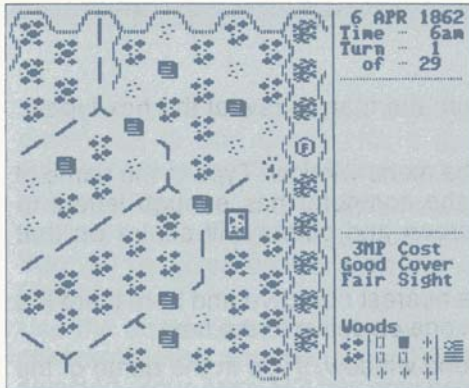 6 APR 1862
Time - 6am
Turn - 1
of - 29
F
3MP Cost
Good Cover
Fair Sight
Woods